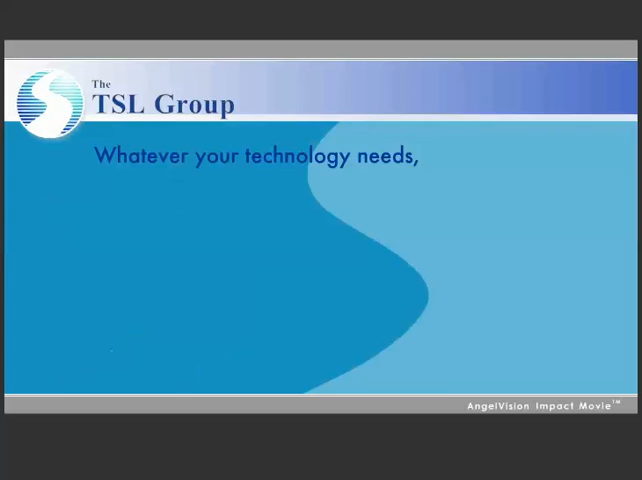 The
TSL Group
Whatever your technology needs,
AngelVision Impact Movie™